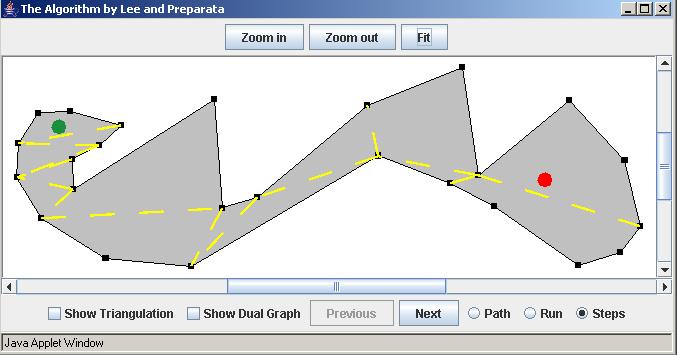 The Algorithm by Lee and Preparata
Zoom in Zoom out Fit
Show Triangulation Show Dual Graph Previous Next Path Run Steps
Java Applet Window